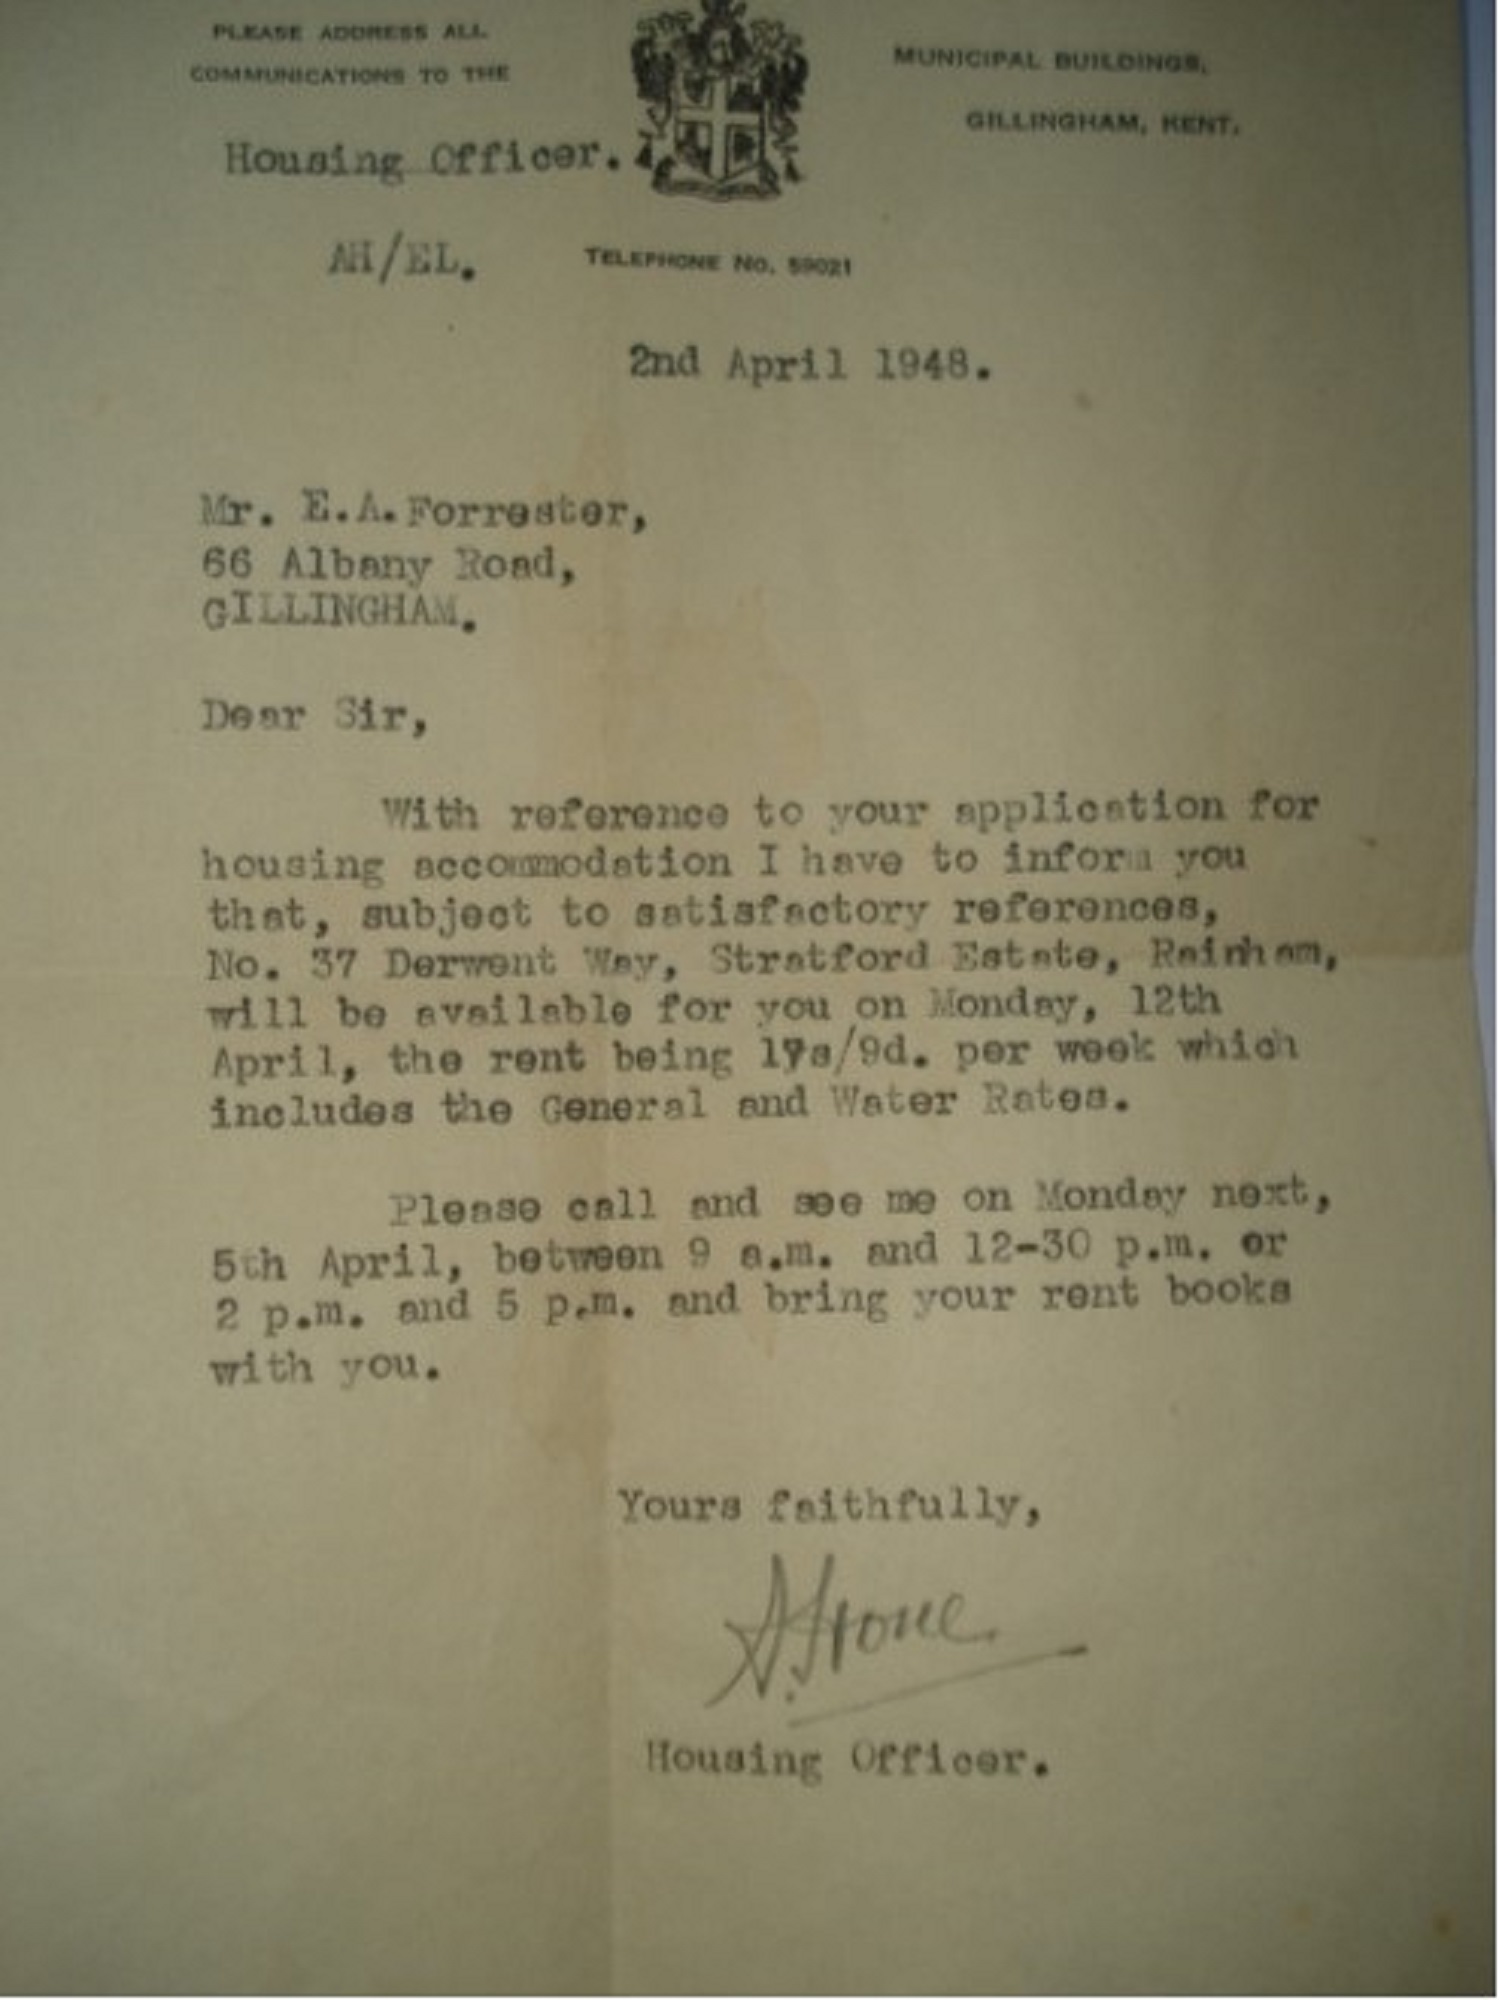 PLEASE ADDRESS ALL
COMMUNICATIONS TO THE
Housing Officer.
MUNICIPAL BUILDINGS,
GILLINGHAM, KENT.
AH/EL.
TELEPHONE NO. 59021
2nd April 1948.
Mr. E.A.Forrester,
66 Albany Road,
GILLINGHAM.
Dear Sir,
With reference to your application for
housing accommodation I have to inform you
that, subject to satisfactory references,
No. 37 Derwent Way, Stratford Estate, Rainham,
will be available for you on Monday, 12th
April, the rent being 17s/9d. per week which
includes the General and Water Rates.
Please call and see me on Monday next,
5th April, between 9 a.m. and 12-30 p.m. or
2 p.m. and 5 p.m. and bring your rent books
with you.
Yours faithfully,
Housing Officer.